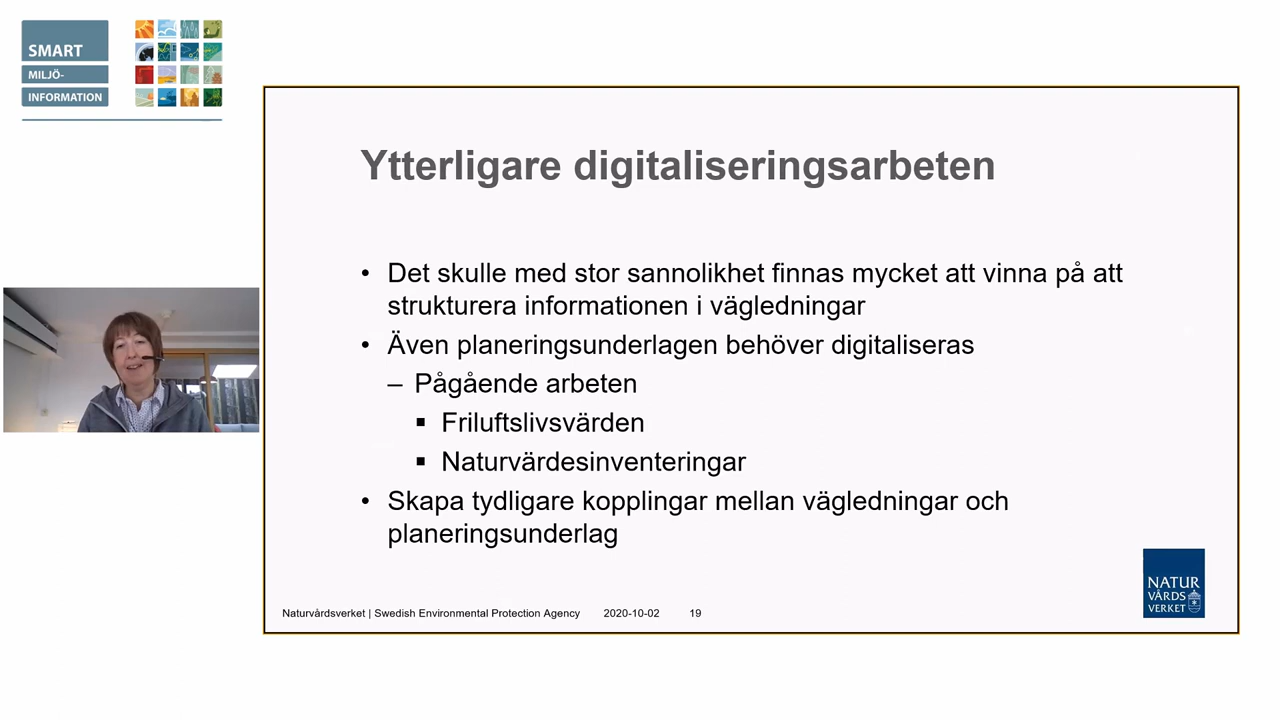 SMART
MILJÖ-
INFORMATION
Ytterligare digitaliseringsarbeten
• Det skulle med stor sannolikhet finnas mycket att vinna på att
strukturera informationen i vägledningar
• Även planeringsunderlagen behöver digitaliseras
– Pågående arbeten
▪ Friluftslivsvärden
▪ Naturvärdesinventeringar
• Skapa tydligare kopplingar mellan vägledningar och
planeringsunderlag
Naturvårdsverket | Swedish Environmental Protection Agency 2020-10-02 19
NATUR
VÅRDS
VERKET